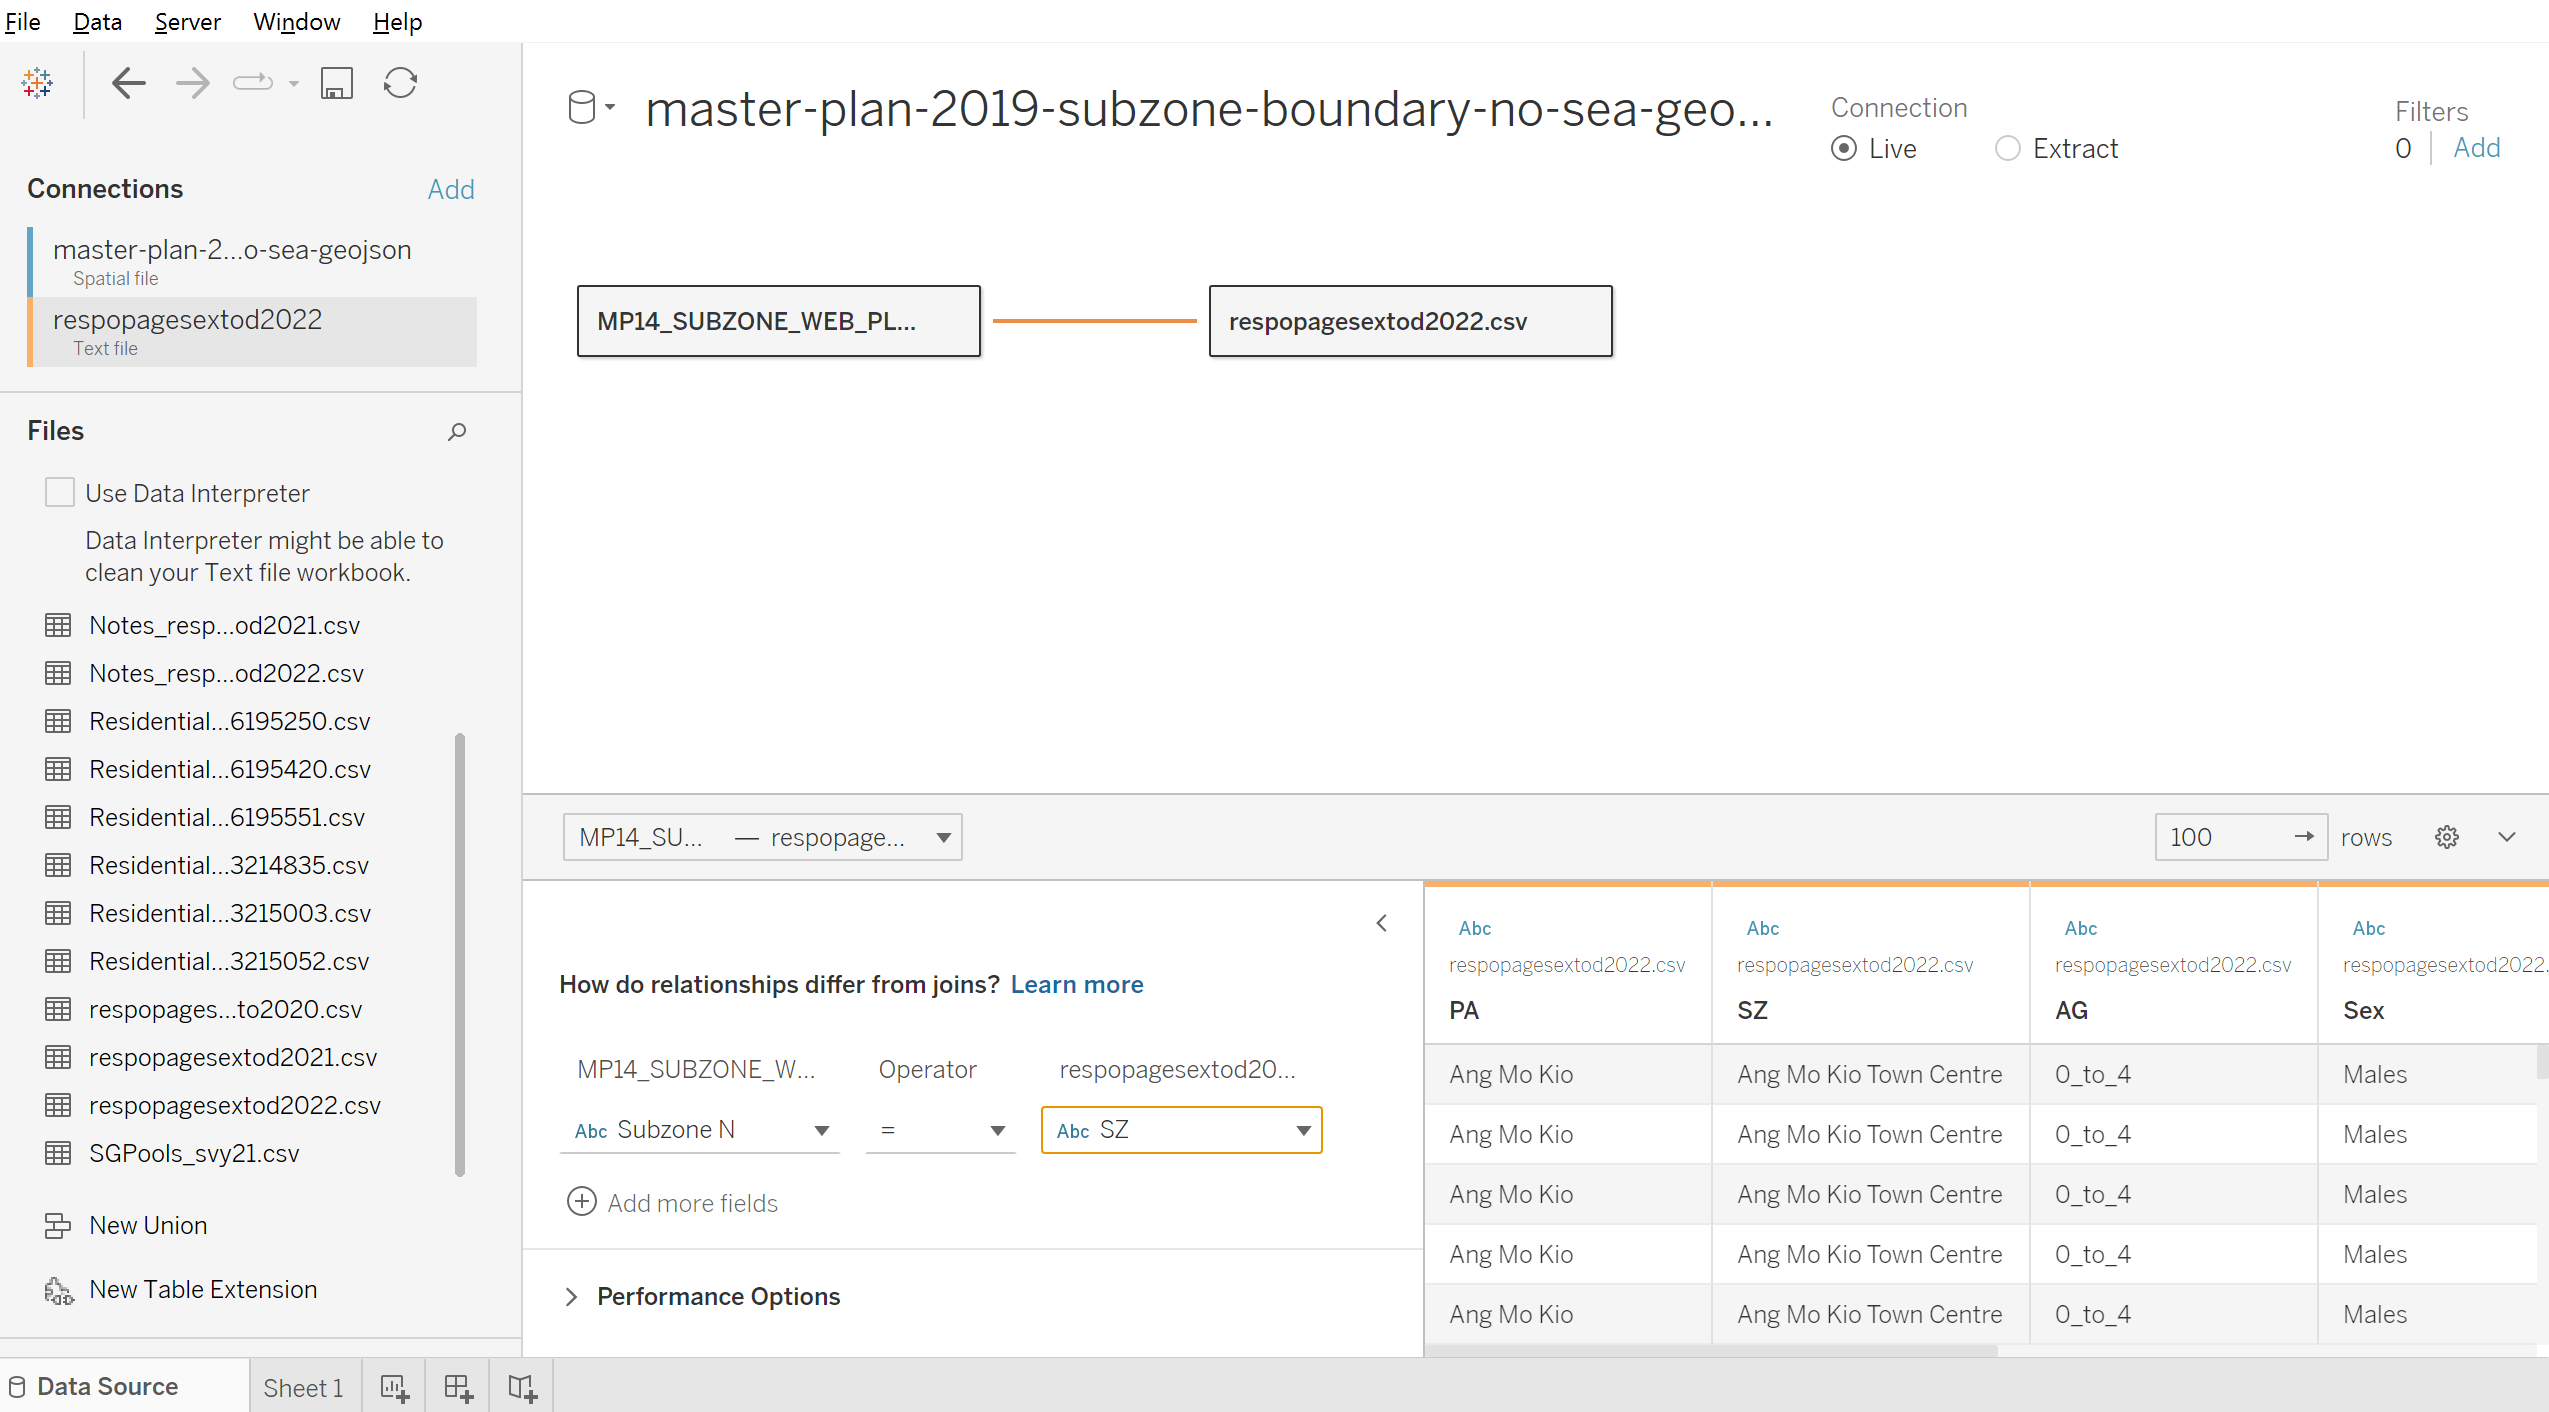 File Data Server Window Help
Connections Add
master-plan-2...o-sea-geojson
Spatial file
respopagesextod2022
Text file
Files
Use Data Interpreter
Data Interpreter might be able to
clean your Text file workbook.
Notes_resp...od2021.csv
Notes_resp...od2022.csv
Residential...6195250.csv
Residential...6195420.csv
Residential...6195551.csv
Residential...3214835.csv
Residential...3215003.csv
Residential...3215052.csv
respopages...to2020.csv
respopagesextod2021.csv
respopagesextod2022.csv
SGPools_svy21.csv
New Union
New Table Extension
master-plan-2019-subzone-boundary-no-sea-geo...
Connection
Live Extract
Filters
0 Add
MP14_SUBZONE_WEB_PL... respopagesextod2022.csv
MP14_SU... — respopage... 100 → rows
How do relationships differ from joins? Learn more
MP14_SUBZONE_W... Operator respopagesextod20...
Abc Subzone N = Abc SZ
Add more fields
Performance Options
Abc Abc Abc Abc
respopagesextod2022.csv respopagesextod2022.csv respopagesextod2022.csv respopagesextod2022.
PA SZ AG Sex
Ang Mo Kio Ang Mo Kio Town Centre 0_to_4 Males
Ang Mo Kio Ang Mo Kio Town Centre 0_to_4 Males
Ang Mo Kio Ang Mo Kio Town Centre 0_to_4 Males
Ang Mo Kio Ang Mo Kio Town Centre 0_to_4 Males
Ang Mo Kio Ang Mo Kio Town Centre 0_to_4 Males
Data Source Sheet 1